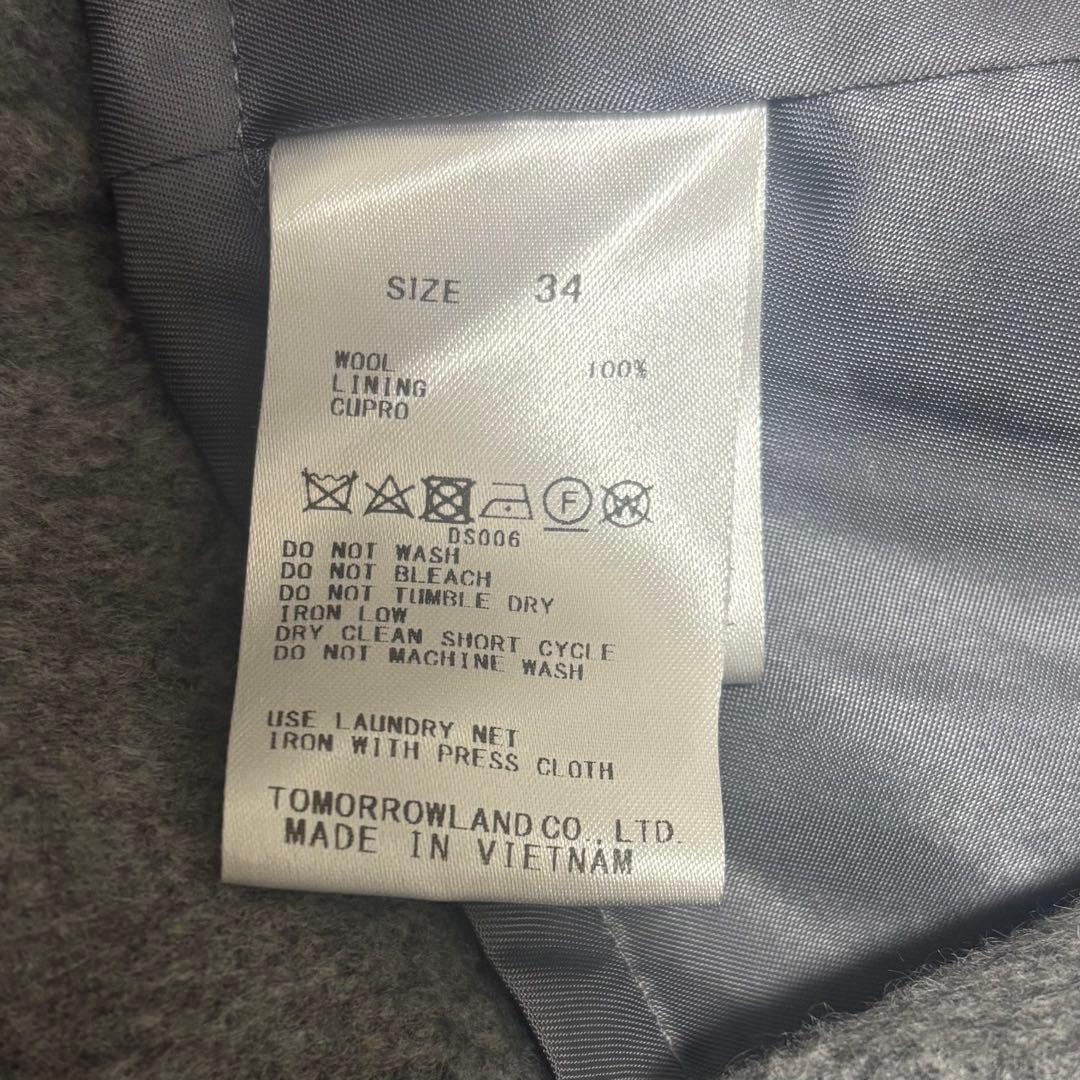 SIZE 34
WOOL 100%
LINING
CUPRO
F W
DS006
DO NOT WASH
DO NOT BLEACH
DO NOT TUMBLE DRY
IRON LOW
DRY CLEAN SHORT CYCLE
DO NOT MACHINE WASH
USE LAUNDRY NET
IRON WITH PRESS CLOTH
TOMORROWLAND CO., LTD.
MADE IN VIETNAM